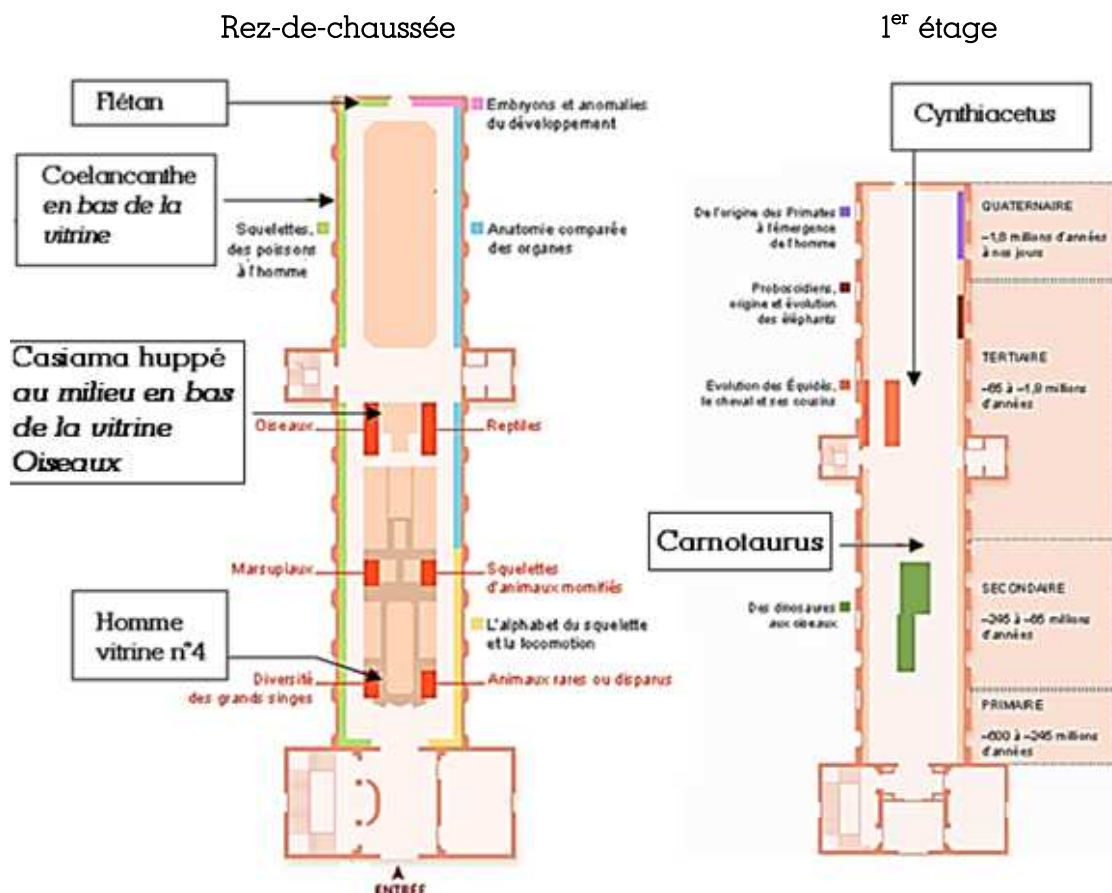 Rez-de-chaussée
1er étage
Flétan
Coelancanthe
en bas de la
vitrine
Casiama huppé
au milieu en bas
de la vitrine
Oiseaux
Homme
vitrine n°4
Embryons et anomalies
du développement
Squelettes,
des poissons
à l'homme
Anatomie comparée
des organes
Oiseaux
Reptiles
Marsupiaux
Squelettes
d'animaux momifiés
L'alphabet du squelette
et la locomotion
Diversité
des grands singes
Animaux rares ou disparus
ENTRÉE
Cynthiacetus
Carnotaurus
De l'origine des Primates
à l'émergence
de l'homme
Proboscidiens,
origine et évolution
des éléphants
Evolution des Équidés,
le cheval et ses cousins
Des dinosaures
aux oiseaux
QUATERNAIRE
–1,8 millions d'années
à nos jours
TERTIAIRE
–65 à –1,8 millions
d'années
SECONDAIRE
–245 à –65 millions
d'années
PRIMAIRE
–600 à –245 millions
d'années